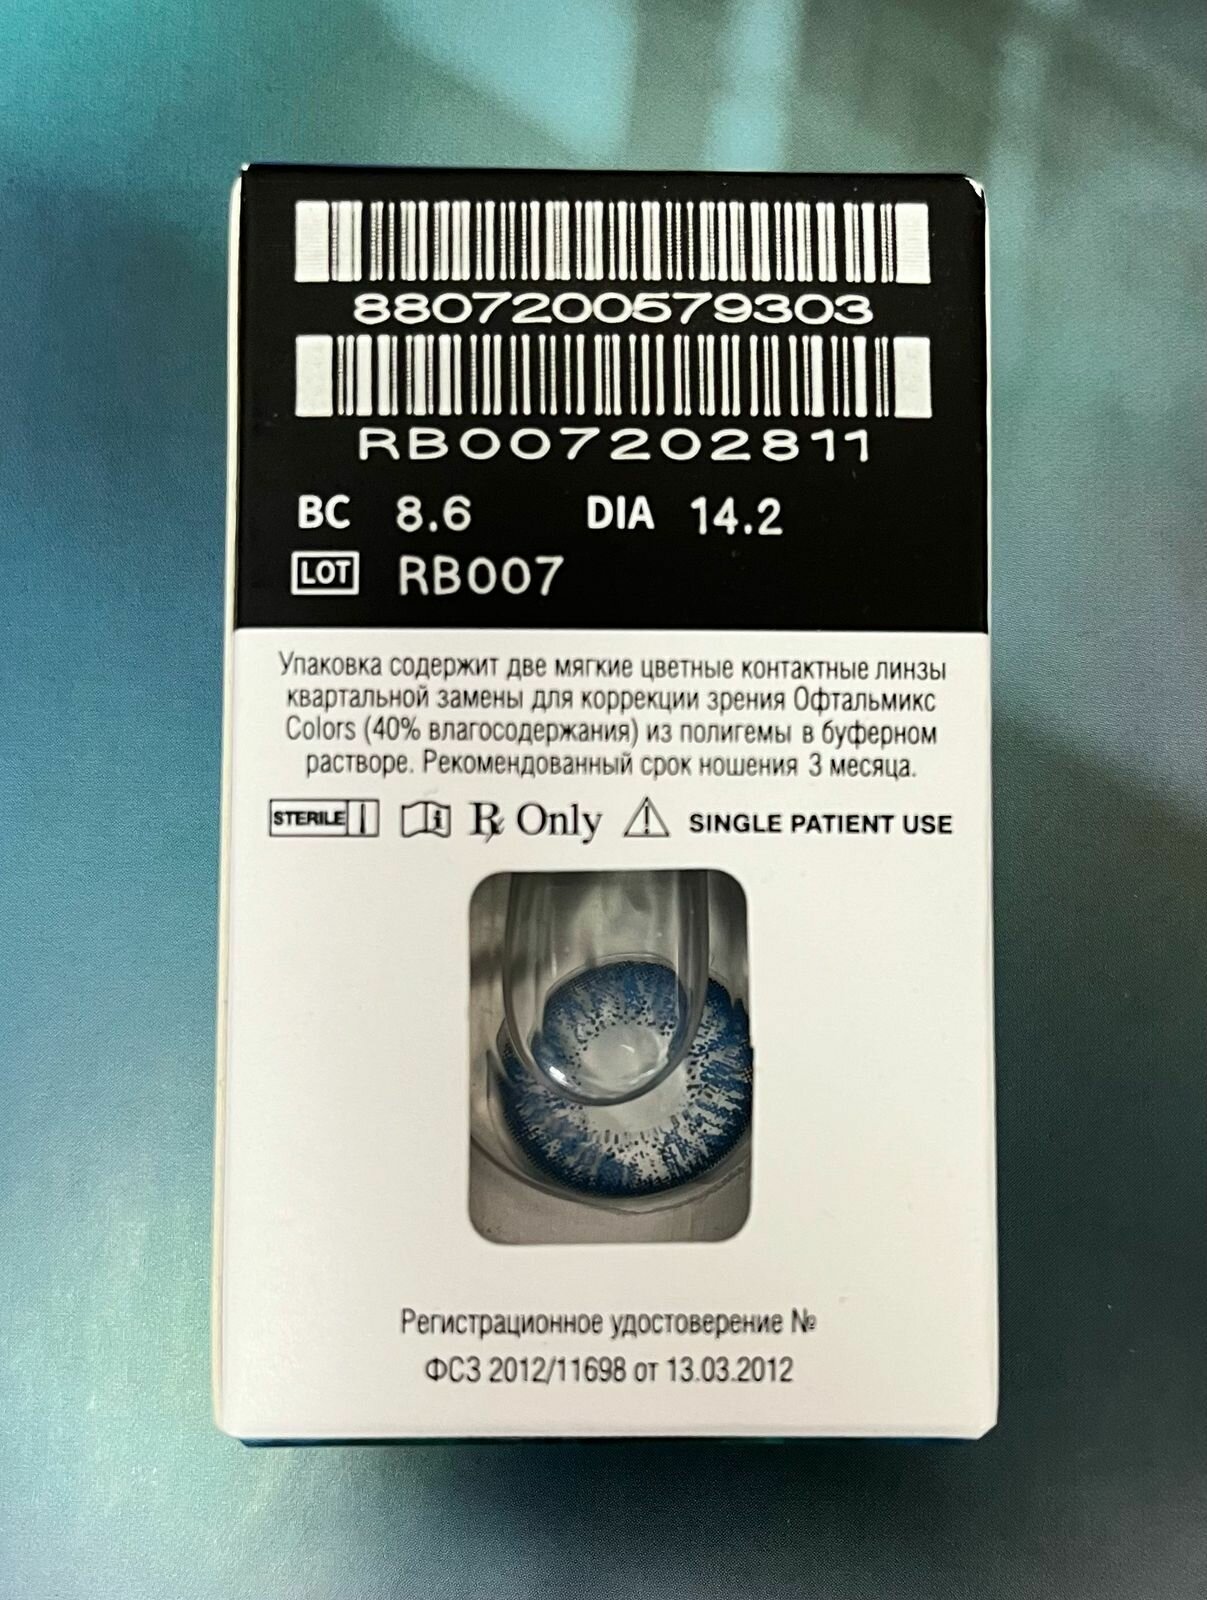 8807200579303
RB007202811
BC 8.6 DIA 14.2
LOT RB007
Упаковка содержит две мягкие цветные контактные линзы
квартальной замены для коррекции зрения Офтальмикс
Colors (40% влагосодержания) из полигемы в буферном
растворе. Рекомендованный срок ношения 3 месяца.
STERILE i ℞ Only ! SINGLE PATIENT USE
Регистрационное удостоверение №
ФСЗ 2012/11698 от 13.03.2012